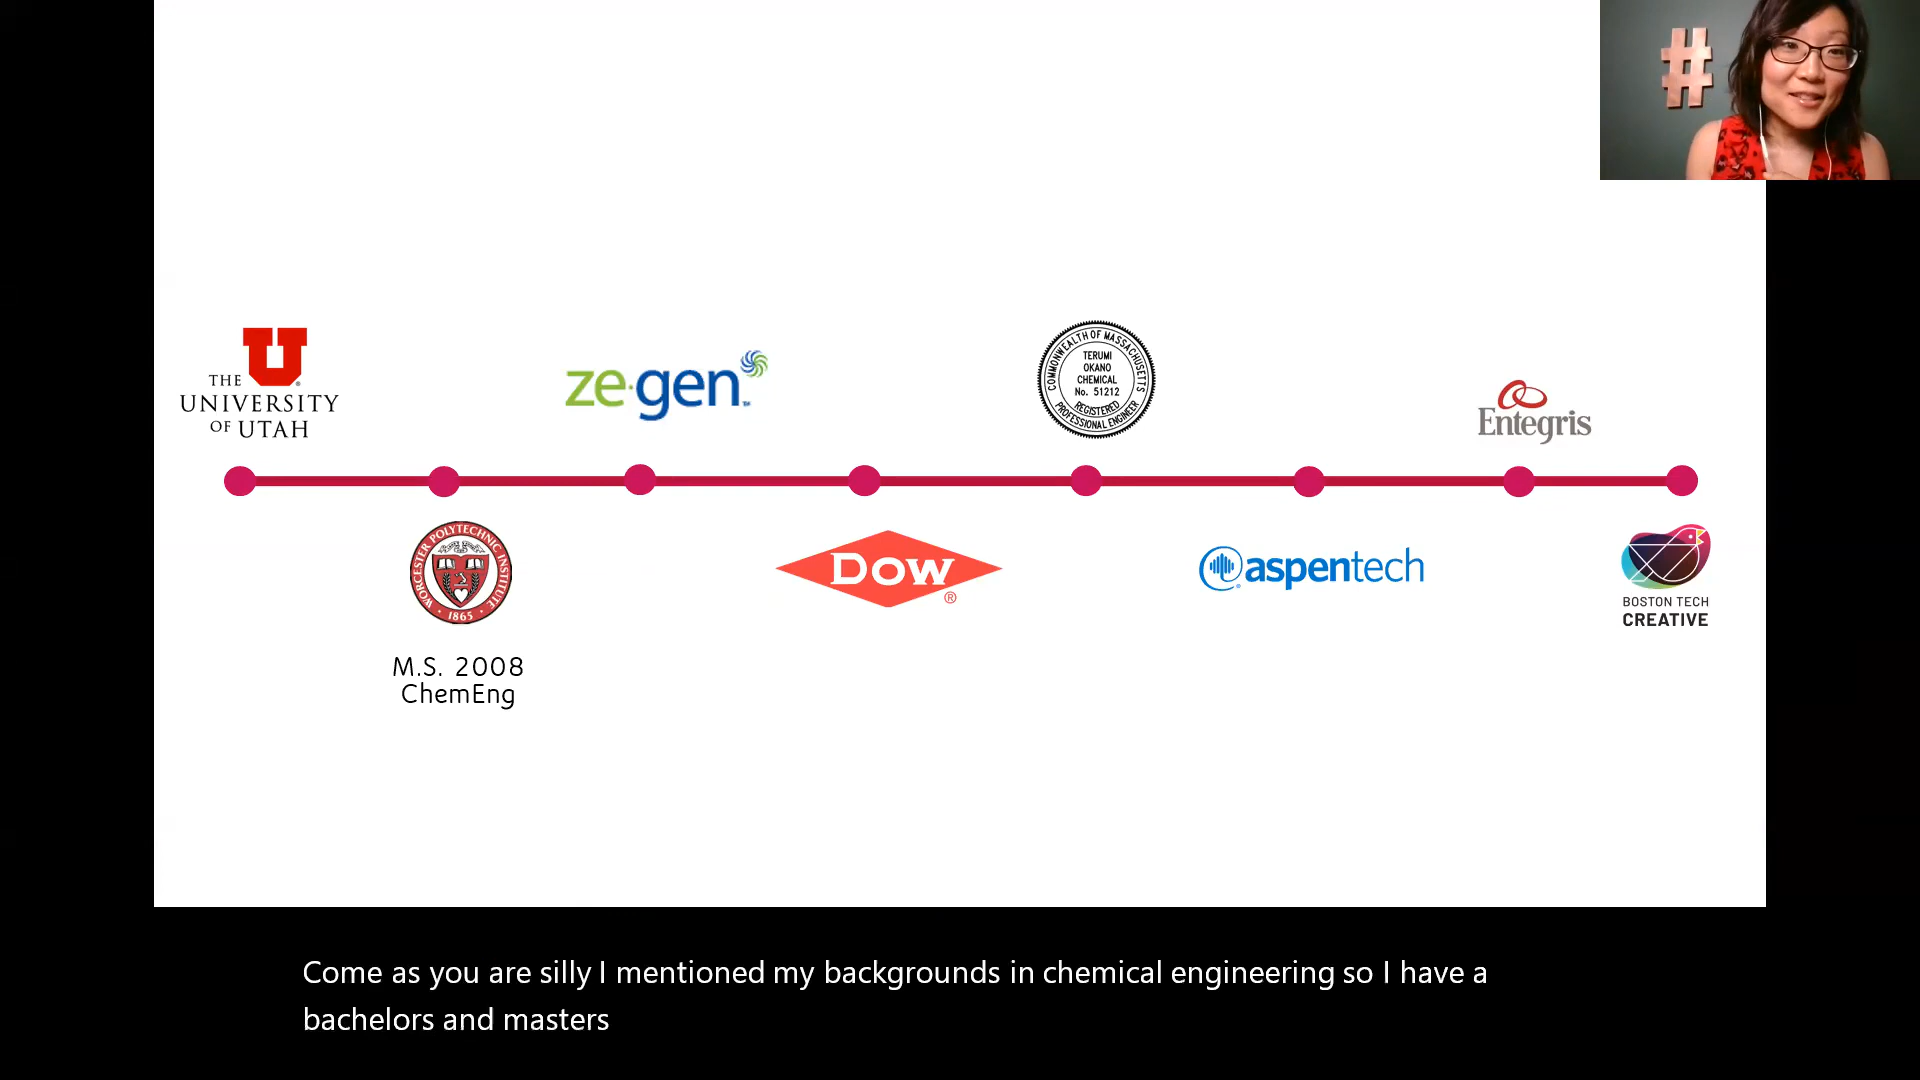 #
U
THE
UNIVERSITY
OF UTAH
ze·gen™
COMMONWEALTH OF MASSACHUSETTS
TERUMI
OKANO
CHEMICAL
No. 51212
REGISTERED
PROFESSIONAL ENGINEER
Entegris
WORCESTER POLYTECHNIC INSTITUTE
1865
M.S. 2008
ChemEng
DOW®
aspentech
BOSTON TECH
CREATIVE
Come as you are silly I mentioned my backgrounds in chemical engineering so I have a
bachelors and masters